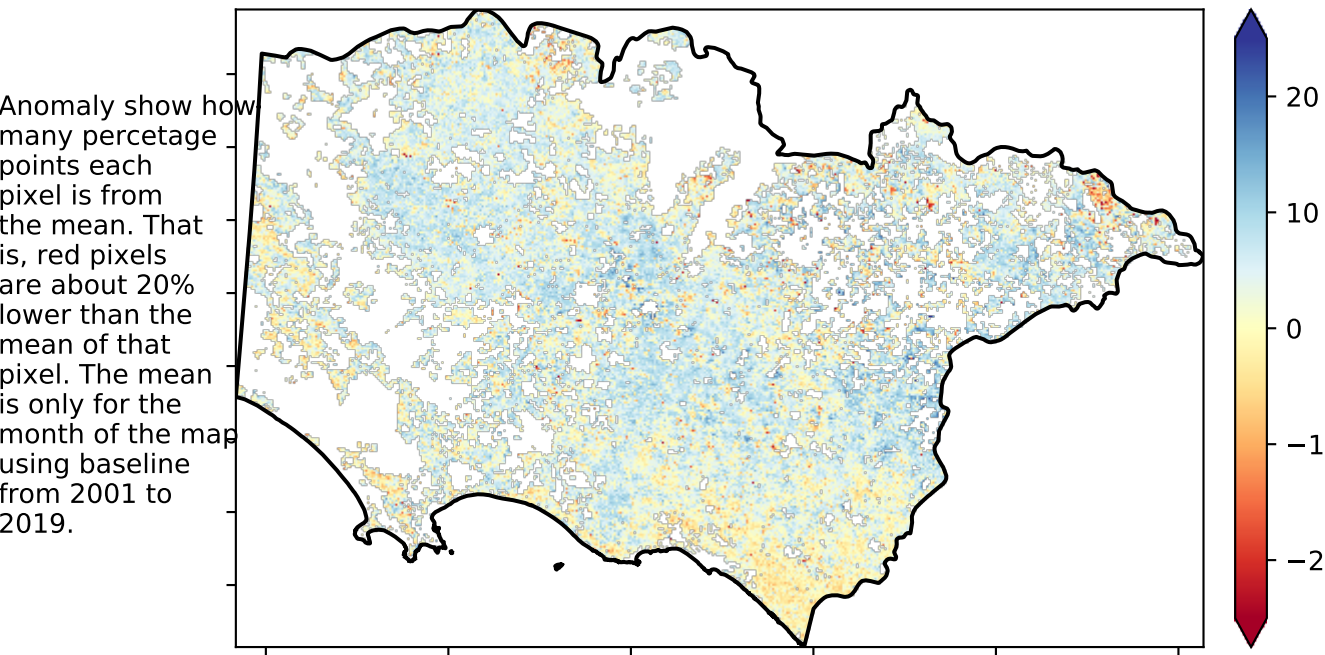 Anomaly show how
many percetage
points each
pixel is from
the mean. That
is, red pixels
are about 20%
lower than the
mean of that
pixel. The mean
is only for the
month of the map
using baseline
from 2001 to
2019.
20
10
0
−1
−2